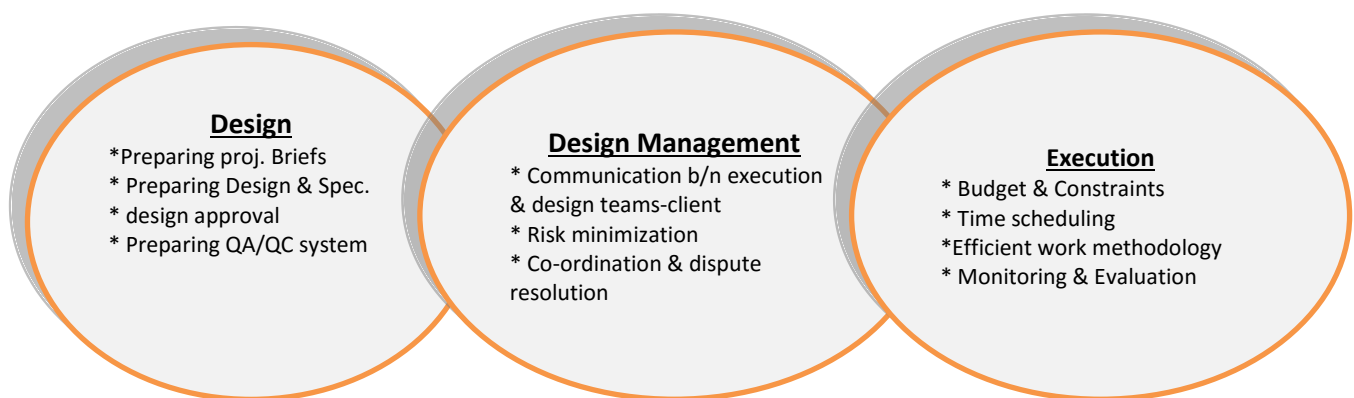 Design
*Preparing proj. Briefs
* Preparing Design & Spec.
* design approval
* Preparing QA/QC system
Design Management
* Communication b/n execution
& design teams-client
* Risk minimization
* Co-ordination & dispute
resolution
Execution
* Budget & Constraints
* Time scheduling
*Efficient work methodology
* Monitoring & Evaluation